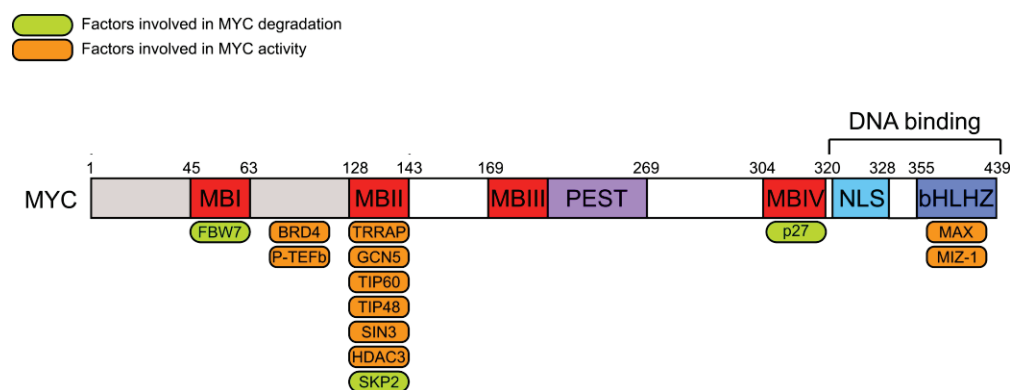 Factors involved in MYC degradation
Factors involved in MYC activity
DNA binding
1 45 63 128 143 169 269 304 320 328 355 439
MYC MBI MBII MBIII PEST MBIV NLS bHLHZ
FBW7 BRD4 TRRAP p27 MAX
P-TEFb GCN5 MIZ-1
TIP60
TIP48
SIN3
HDAC3
SKP2